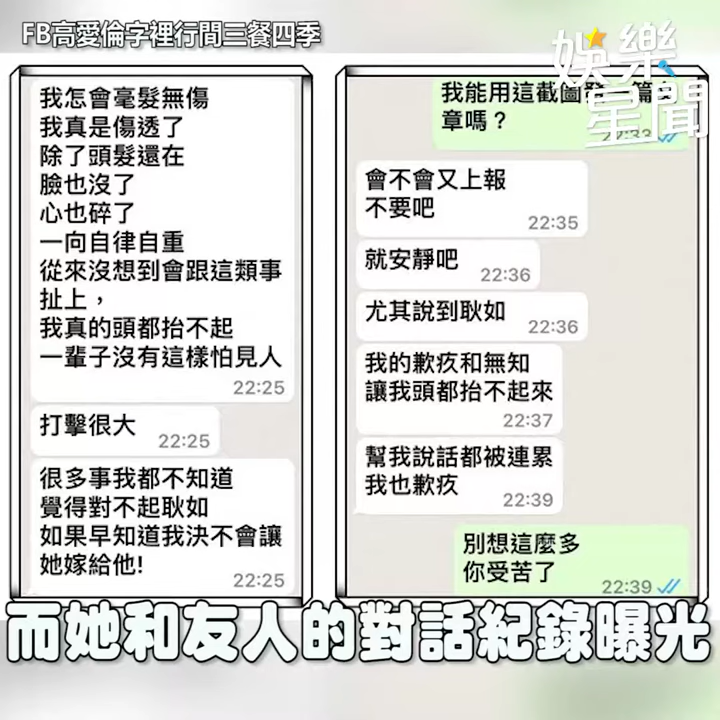 FB高愛倫字裡行間三餐四季
娛樂
星聞
我怎會毫髮無傷
我真是傷透了
除了頭髮還在
臉也沒了
心也碎了
一向自律自重
從來沒想到會跟這類事
扯上，
我真的頭都抬不起
一輩子沒有這樣怕見人
22:25
打擊很大
22:25
很多事我都不知道
覺得對不起耿如
如果早知道我決不會讓
她嫁給他!
22:25
我能用這截圖發一篇文
章嗎？
22:33
會不會又上報
不要吧
22:35
就安靜吧
22:36
尤其說到耿如
22:36
我的歉疚和無知
讓我頭都抬不起來
22:37
幫我說話都被連累
我也歉疚
22:39
別想這麼多
你受苦了
22:39
而她和友人的對話紀錄曝光